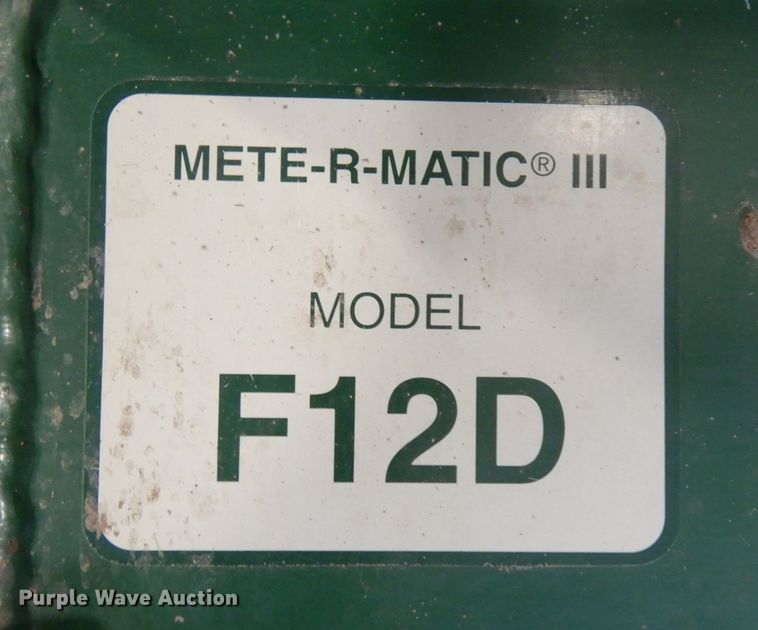 METE-R-MATIC® III
MODEL
F12D
Purple Wave Auction